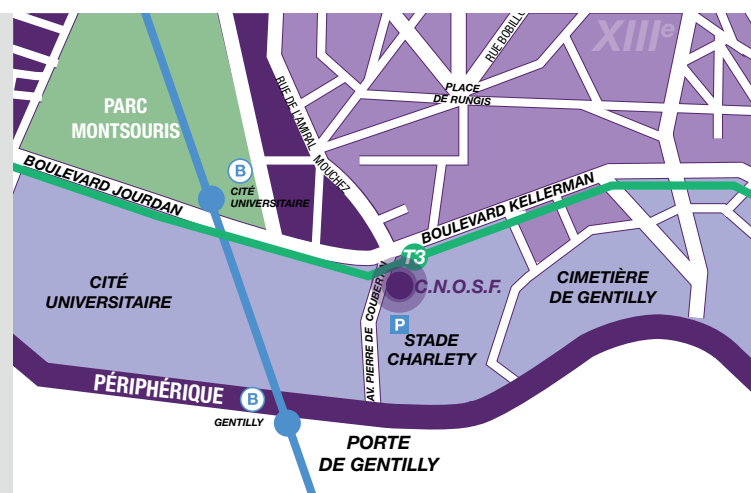 XIIIe
RUE BOBILLO
PLACE
DE RUNGIS
PARC
MONTSOURIS
RUE DE L'AMIRAL MOUCHEZ
B
CITÉ
UNIVERSITAIRE
BOULEVARD JOURDAN
BOULEVARD KELLERMAN
T3
C.N.O.S.F.
CITÉ
UNIVERSITAIRE
CIMETIÈRE
DE GENTILLY
AV. PIERRE DE COUBERTIN
P
STADE
CHARLETY
PÉRIPHÉRIQUE
B
GENTILLY
PORTE
DE GENTILLY